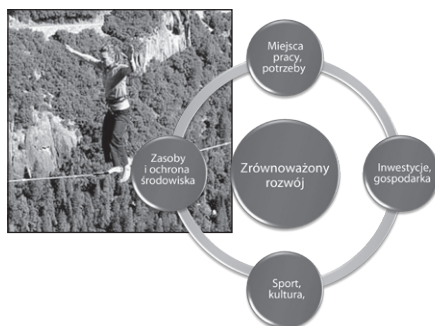 Miejsca
pracy,
potrzeby
Zasoby
i ochrona
środowiska
Zrównoważony
rozwój
Inwestycje,
gospodarka
Sport,
kultura,